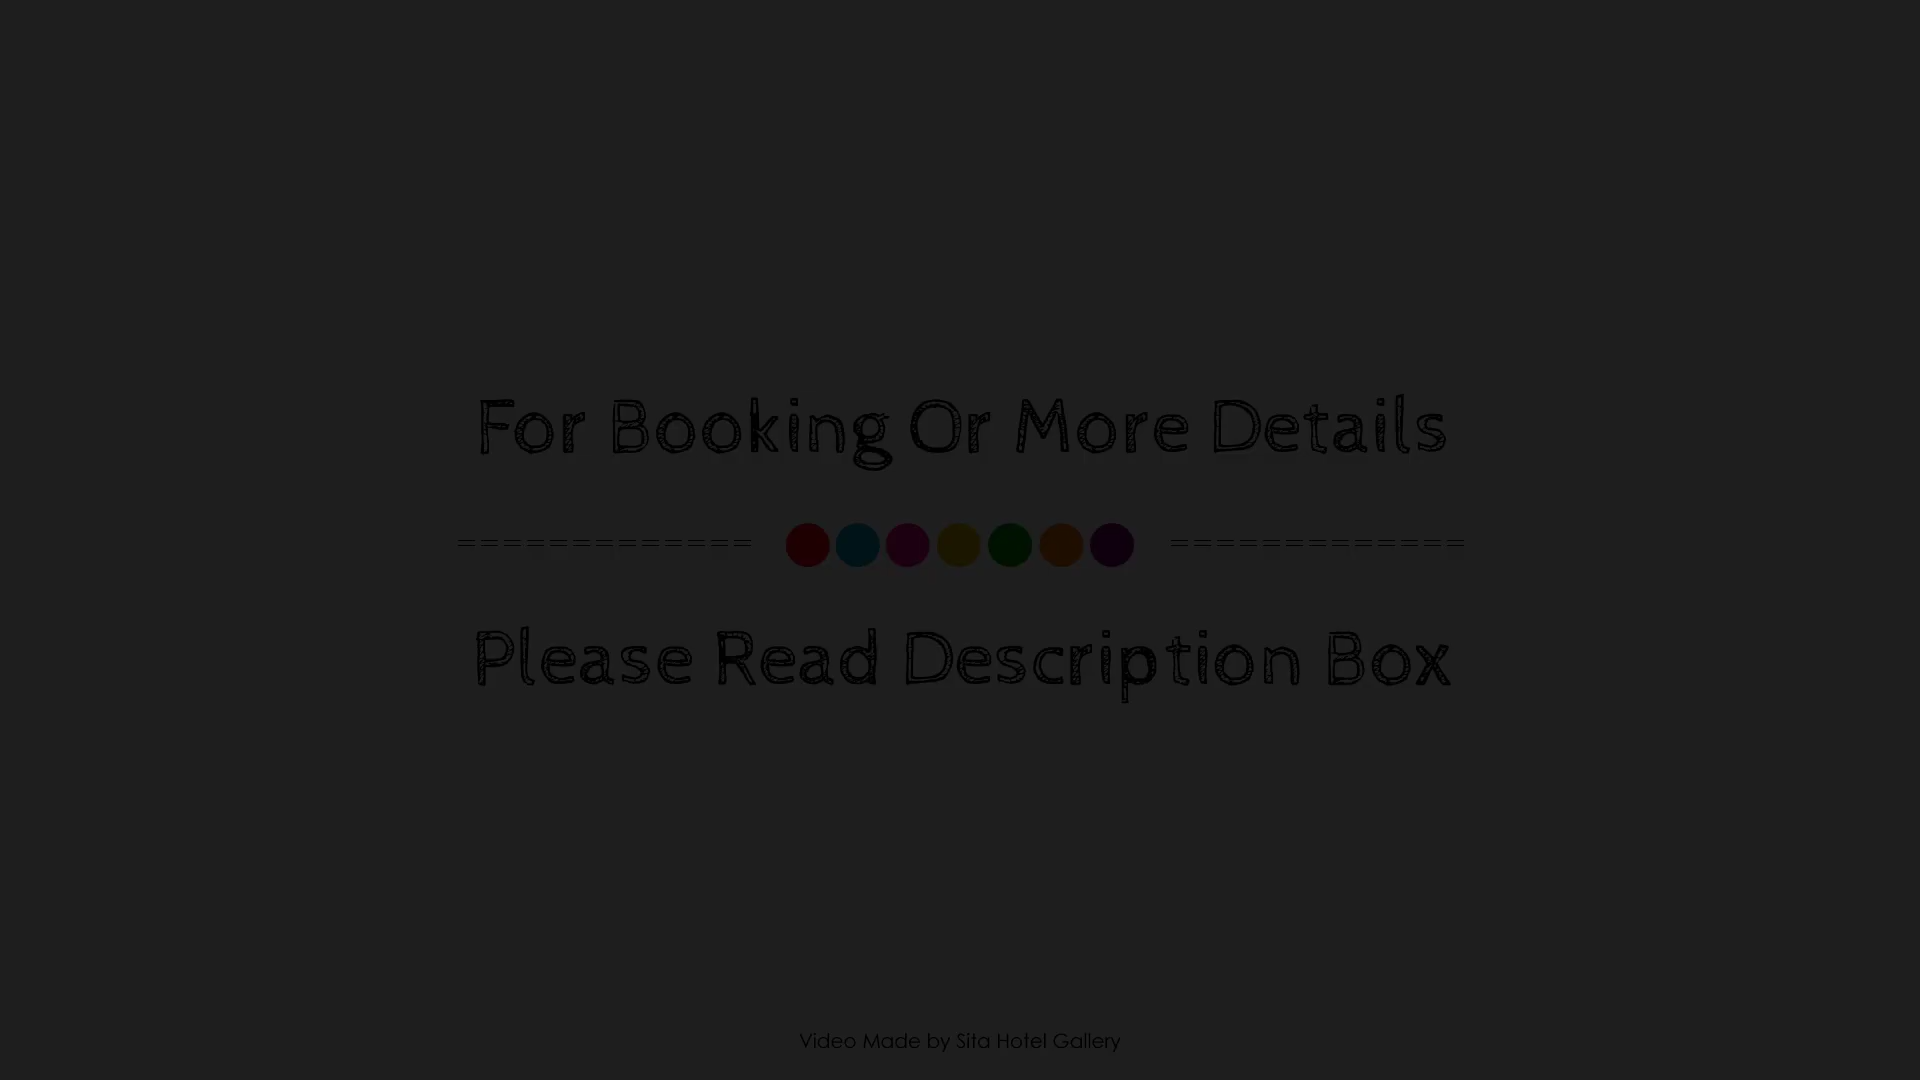 For Booking Or More Details
============= =============
Please Read Description Box
Video Made by Sita Hotel Gallery